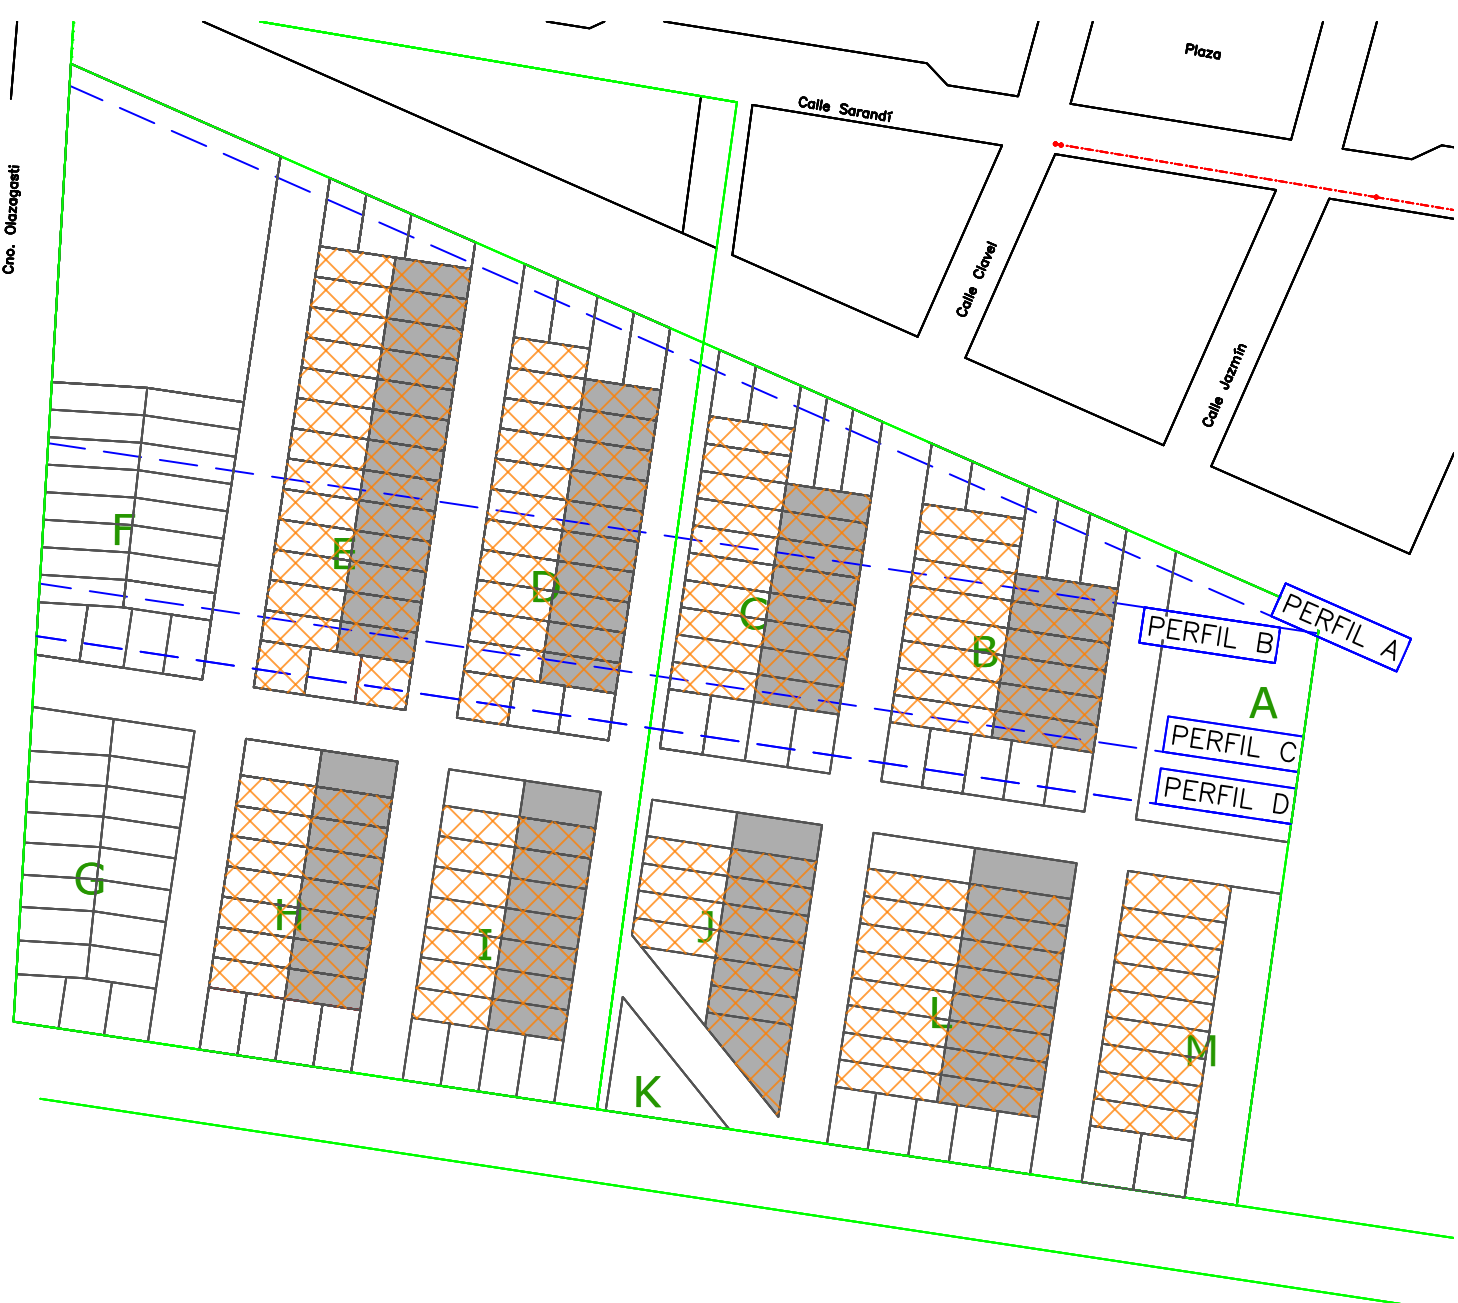 Plaza
Calle Sarandí
Cno. Olazagasti
Calle Clavel
Calle Jazmín
PERFIL A
PERFIL B
PERFIL C
PERFIL D
A
B
C
D
E
F
G
H
I
J
K
L
M